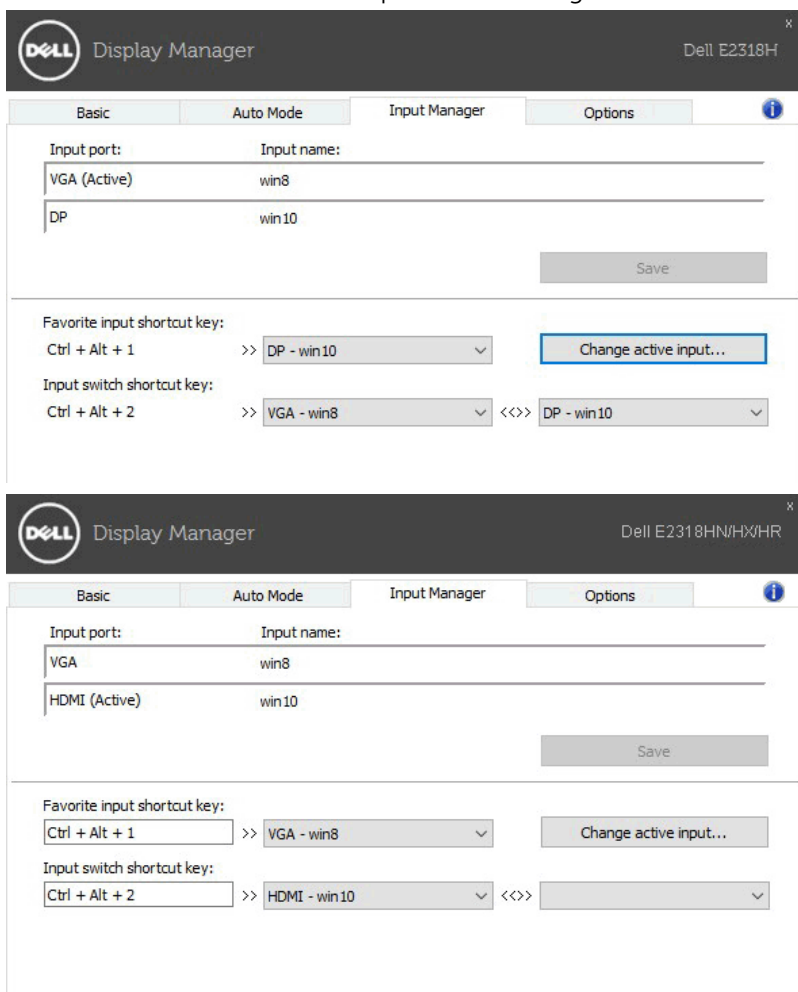 x
DELL Display Manager Dell E2318H
Basic Auto Mode Input Manager Options i
Input port: Input name:
VGA (Active) win8
DP win10
Save
Favorite input shortcut key:
Ctrl + Alt + 1 >> DP - win10 Change active input...
Input switch shortcut key:
Ctrl + Alt + 2 >> VGA - win8 <<>> DP - win10
x
DELL Display Manager Dell E2318HN/HX/HR
Basic Auto Mode Input Manager Options i
Input port: Input name:
VGA win8
HDMI (Active) win10
Save
Favorite input shortcut key:
Ctrl + Alt + 1 >> VGA - win8 Change active input...
Input switch shortcut key:
Ctrl + Alt + 2 >> HDMI - win10 <<>>